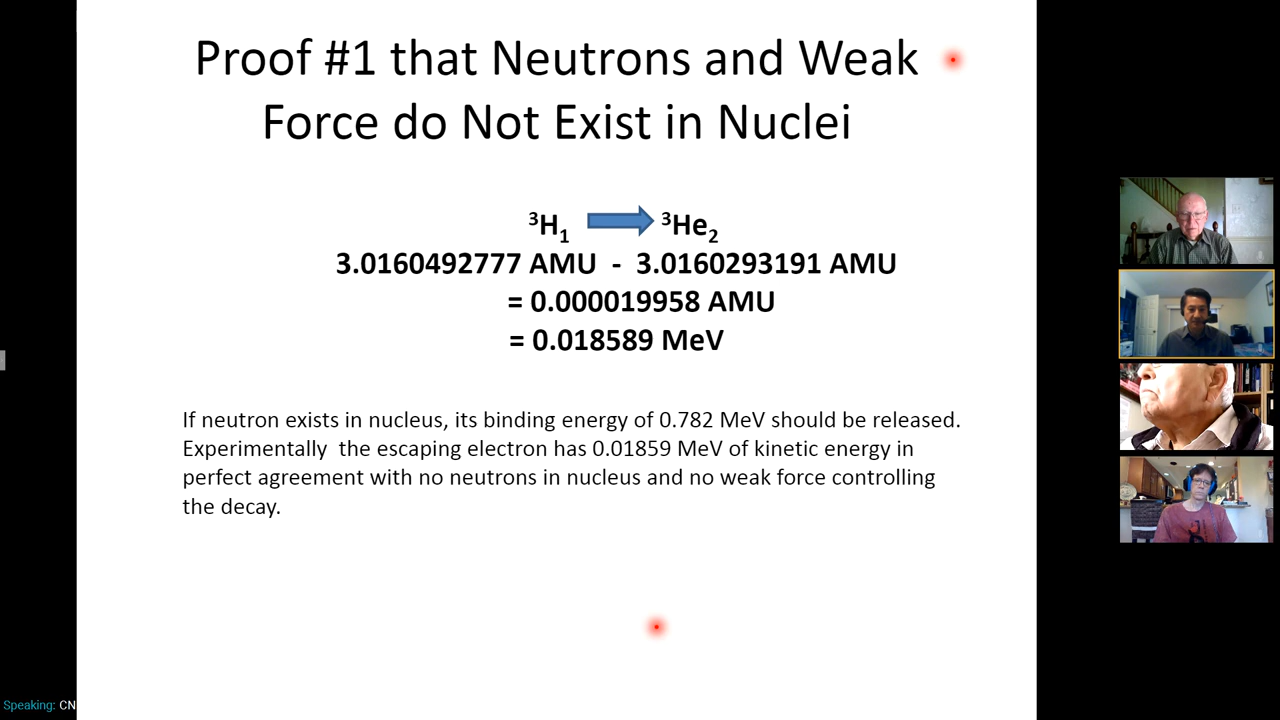 Proof #1 that Neutrons and Weak
Force do Not Exist in Nuclei
³H₁ ³He₂
3.0160492777 AMU - 3.0160293191 AMU
= 0.000019958 AMU
= 0.018589 MeV
If neutron exists in nucleus, its binding energy of 0.782 MeV should be released.
Experimentally the escaping electron has 0.01859 MeV of kinetic energy in
perfect agreement with no neutrons in nucleus and no weak force controlling
the decay.
Speaking: CN